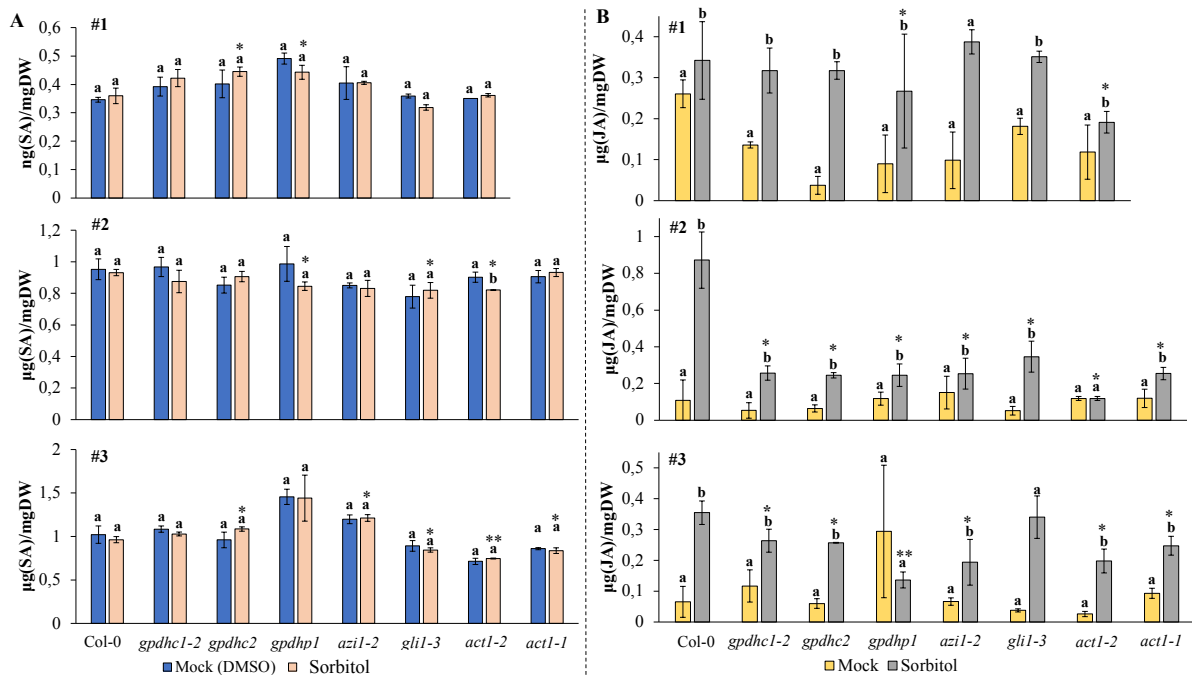 A
#1
ng(SA)/mgDW
0,6
0,5
0,4
0,3
0,2
0,1
0
* *
a a a a a a a a a a a a a a
#2
µg(SA)/mgDW
1,5
1,2
0,9
0,6
0,3
0
* * *
a a a a a a a a a a a a a b a a
#3
µg(SA)/mgDW
2
1,5
1
0,5
0
* * * ** *
a a a a a a a a a a a a a a a a
Col-0 gpdhc1-2 gpdhc2 gpdhp1 azi1-2 gli1-3 act1-2 act1-1
Mock (DMSO) Sorbitol
B
#1
µg(JA)/mgDW
0,4
0,3
0,2
0,1
0
* *
a b a b a b a b a a a b a b
#2
µg(JA)/mgDW
1
0,8
0,6
0,4
0,2
0
* * * * * * *
a b a b a b a b a b a b a a a b
#3
µg(JA)/mgDW
0,5
0,4
0,3
0,2
0,1
0
* * ** * * *
a b a b a b a a a b a a a b a b
Col-0 gpdhc1-2 gpdhc2 gpdhp1 azi1-2 gli1-3 act1-2 act1-1
Mock Sorbitol